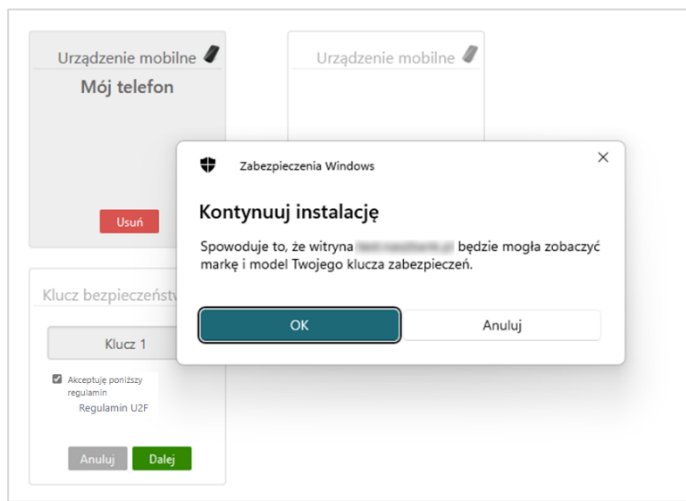 Urządzenie mobilne
Mój telefon
Usuń
Urządzenie mobilne
Zabezpieczenia Windows
Kontynuuj instalację
Spowoduje to, że witryna będzie mogła zobaczyć
markę i model Twojego klucza zabezpieczeń.
OK
Anuluj
Klucz bezpieczeństw
Klucz 1
Akceptuję poniższy
regulamin
Regulamin U2F
Anuluj
Dalej